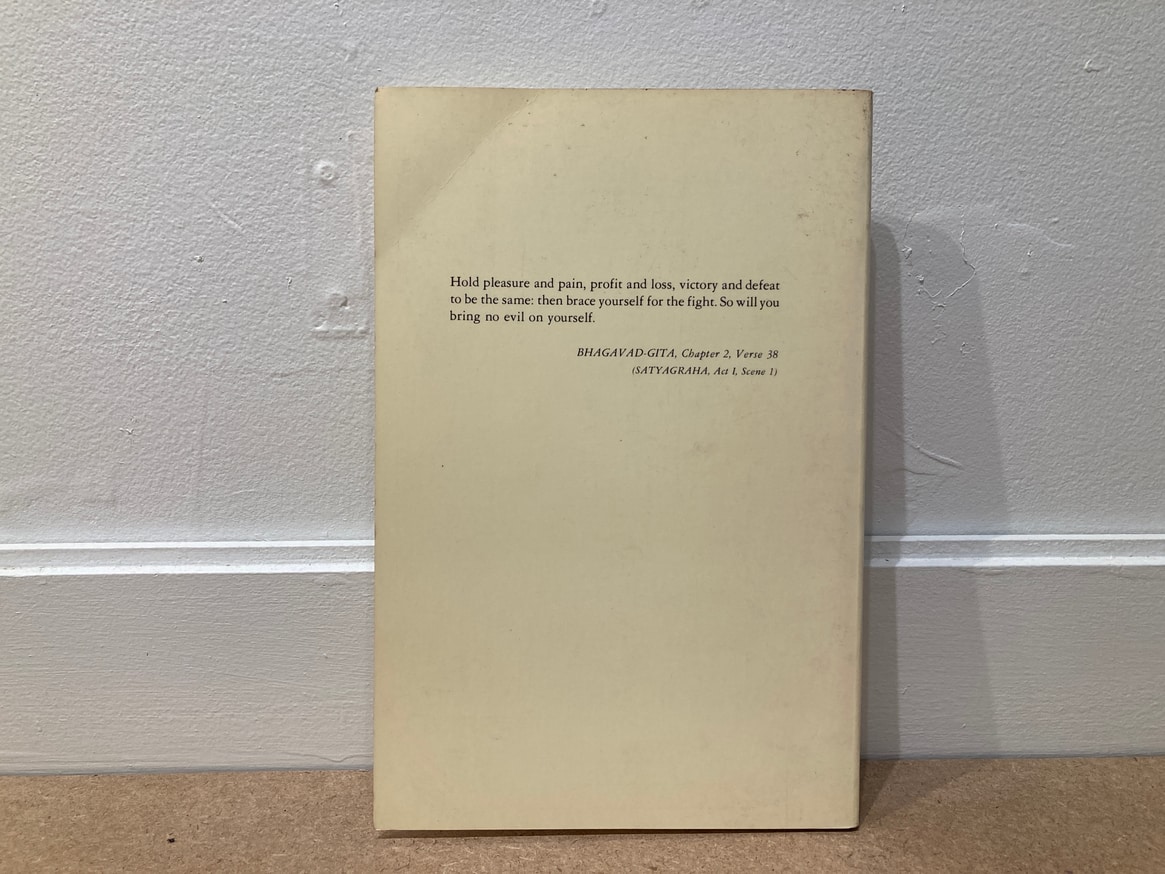 Hold pleasure and pain, profit and loss, victory and defeat
to be the same: then brace yourself for the fight. So will you
bring no evil on yourself.
BHAGAVAD-GITA, Chapter 2, Verse 38
(SATYAGRAHA, Act I, Scene 1)